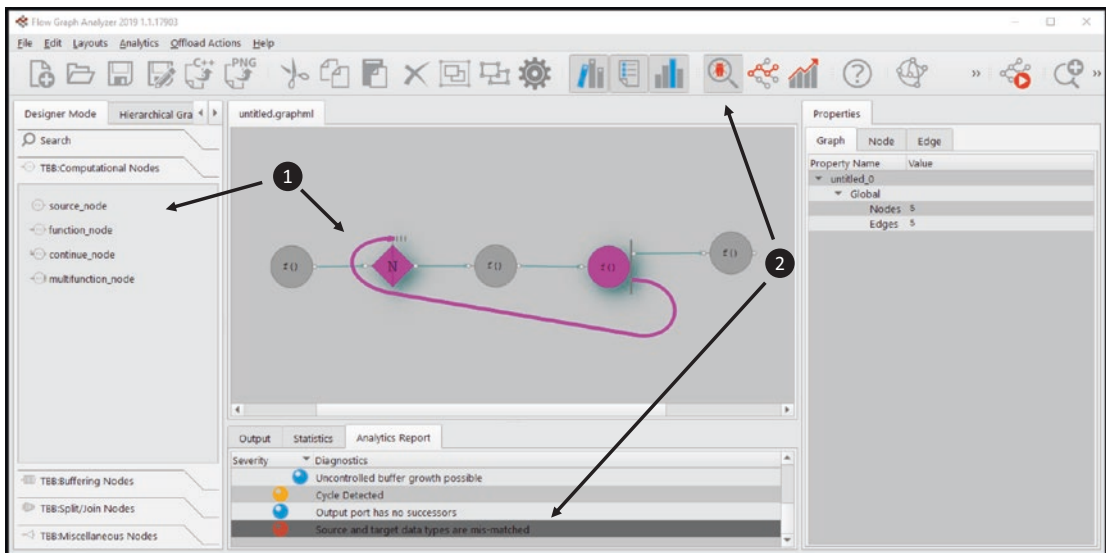 Flow Graph Analyzer 2019 1.1.17903
File Edit Layouts Analytics Offload Actions Help
C++
PNG
Designer Mode
Hierarchical Gra
untitled.graphml
Properties
Search
TBB:Computational Nodes
source_node
function_node
continue_node
multifunction_node
TBB:Buffering Nodes
TBB:Split/Join Nodes
TBB:Miscellaneous Nodes
1
f()
N
f()
f()
f()
2
Output Statistics Analytics Report
Severity Diagnostics
Uncontrolled buffer growth possible
Cycle Detected
Output port has no successors
Source and target data types are mis-matched
Graph Node Edge
Property Name Value
untitled_0
Global
Nodes 5
Edges 5